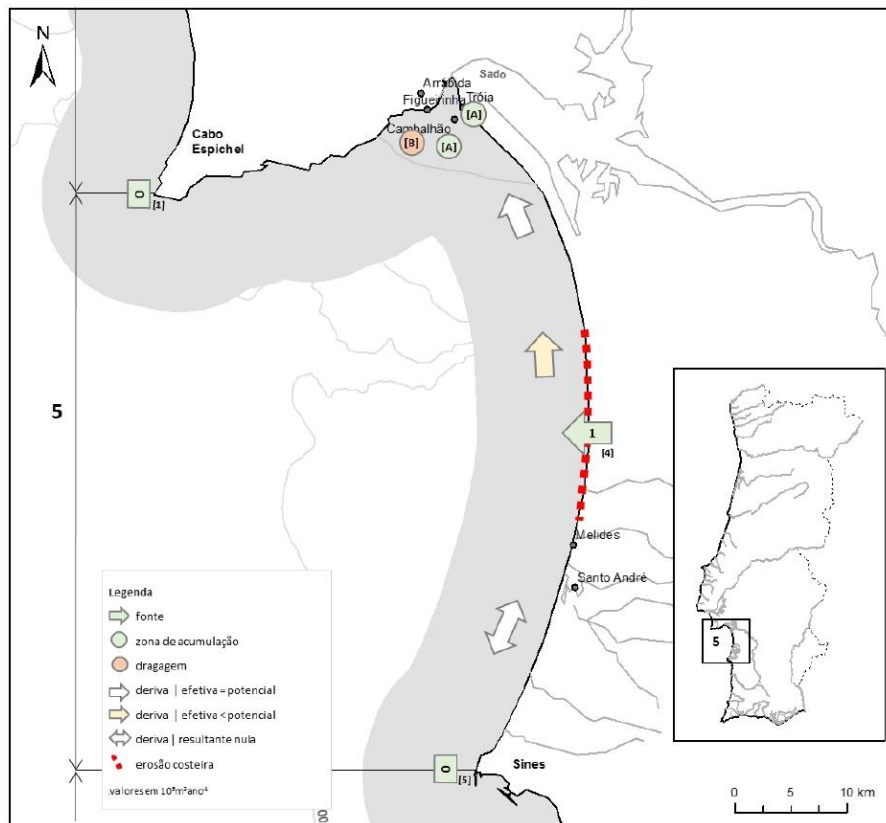 N
Arrábida
Sado
Figueirinha
Tróia
[A]
Cambalhão
[B]
[A]
Cabo
Espichel
0
[1]
5
1
[4]
Melides
Santo André
Legenda
fonte
zona de acumulação
dragagem
deriva | efetiva = potencial
deriva | efetiva < potencial
deriva | resultante nula
erosão costeira
.valores em 10⁵m³ano⁻¹
5
0
[5]
Sines
0 5 10 km